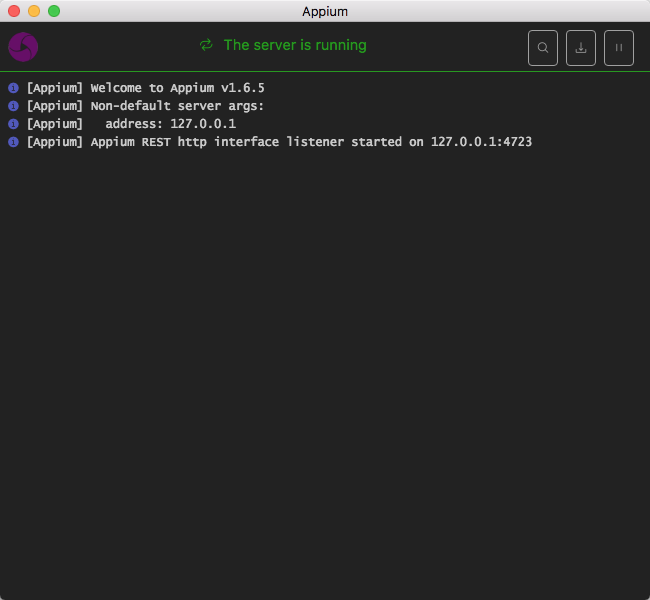 Appium
The server is running
[Appium] Welcome to Appium v1.6.5
[Appium] Non-default server args:
[Appium]   address: 127.0.0.1
[Appium] Appium REST http interface listener started on 127.0.0.1:4723